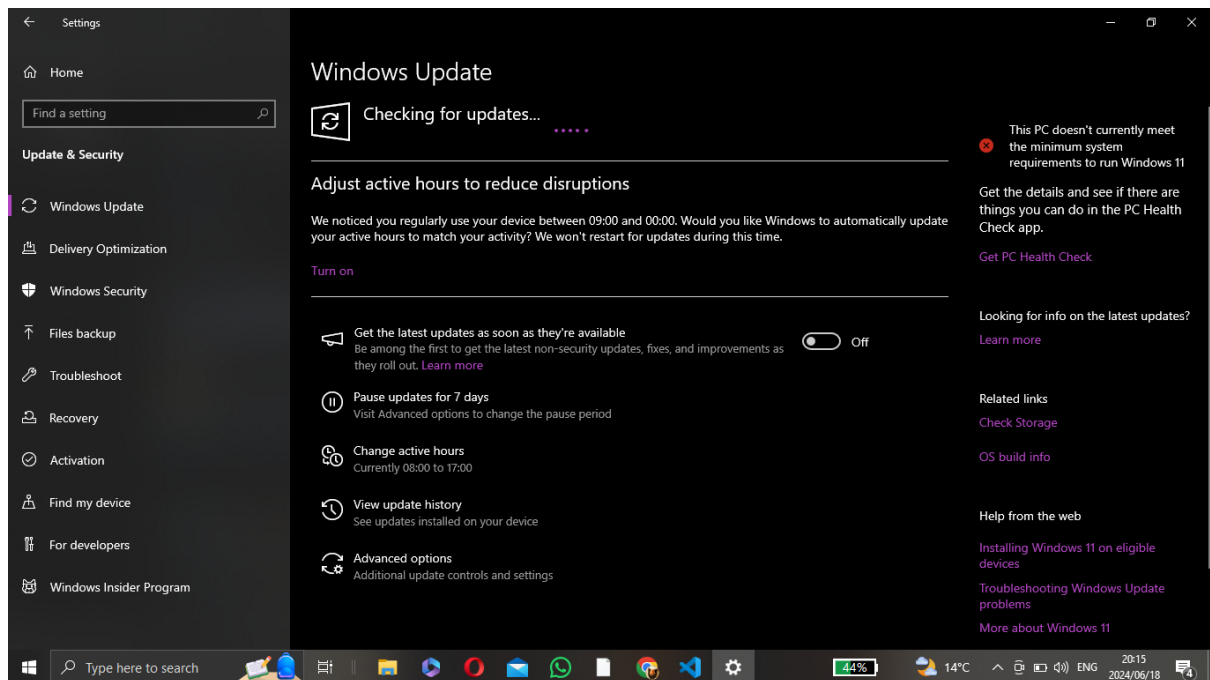 Settings
Home
Find a setting
Update & Security
Windows Update
Delivery Optimization
Windows Security
Files backup
Troubleshoot
Recovery
Activation
Find my device
For developers
Windows Insider Program
Windows Update
Checking for updates...
Adjust active hours to reduce disruptions
We noticed you regularly use your device between 09:00 and 00:00. Would you like Windows to automatically update
your active hours to match your activity? We won't restart for updates during this time.
Turn on
Get the latest updates as soon as they're available
Be among the first to get the latest non-security updates, fixes, and improvements as
they roll out. Learn more
Off
Pause updates for 7 days
Visit Advanced options to change the pause period
Change active hours
Currently 08:00 to 17:00
View update history
See updates installed on your device
Advanced options
Additional update controls and settings
This PC doesn't currently meet
the minimum system
requirements to run Windows 11
Get the details and see if there are
things you can do in the PC Health
Check app.
Get PC Health Check
Looking for info on the latest updates?
Learn more
Related links
Check Storage
OS build info
Help from the web
Installing Windows 11 on eligible
devices
Troubleshooting Windows Update
problems
More about Windows 11
Type here to search
44%
14°C
ENG
20:15
2024/06/18
4